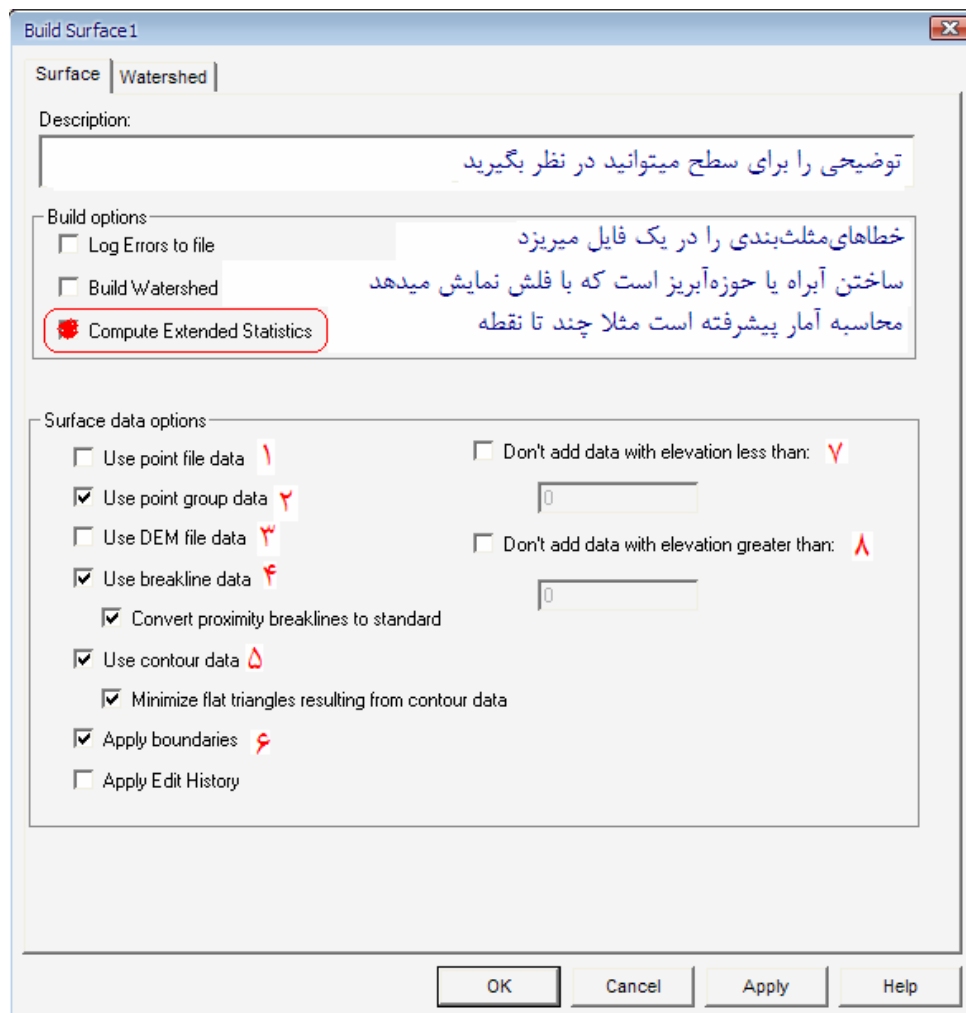 Build Surface1
Surface
Watershed
Description:
توضیحی را برای سطح میتوانید در نظر بگیرید
Build options
Log Errors to file
خطاهای‌مثلث‌بندی را در یک فایل میریزد
Build Watershed
ساختن آبراه یا حوزه‌آبریز است که با فلش نمایش میدهد
Compute Extended Statistics
محاسبه آمار پیشرفته است مثلا چند تا نقطه
Surface data options
Use point file data ۱
Use point group data ۲
Use DEM file data ۳
Use breakline data ۴
Convert proximity breaklines to standard
Use contour data ۵
Minimize flat triangles resulting from contour data
Apply boundaries ۶
Apply Edit History
Don't add data with elevation less than: ۷
0
Don't add data with elevation greater than: ۸
0
OK
Cancel
Apply
Help